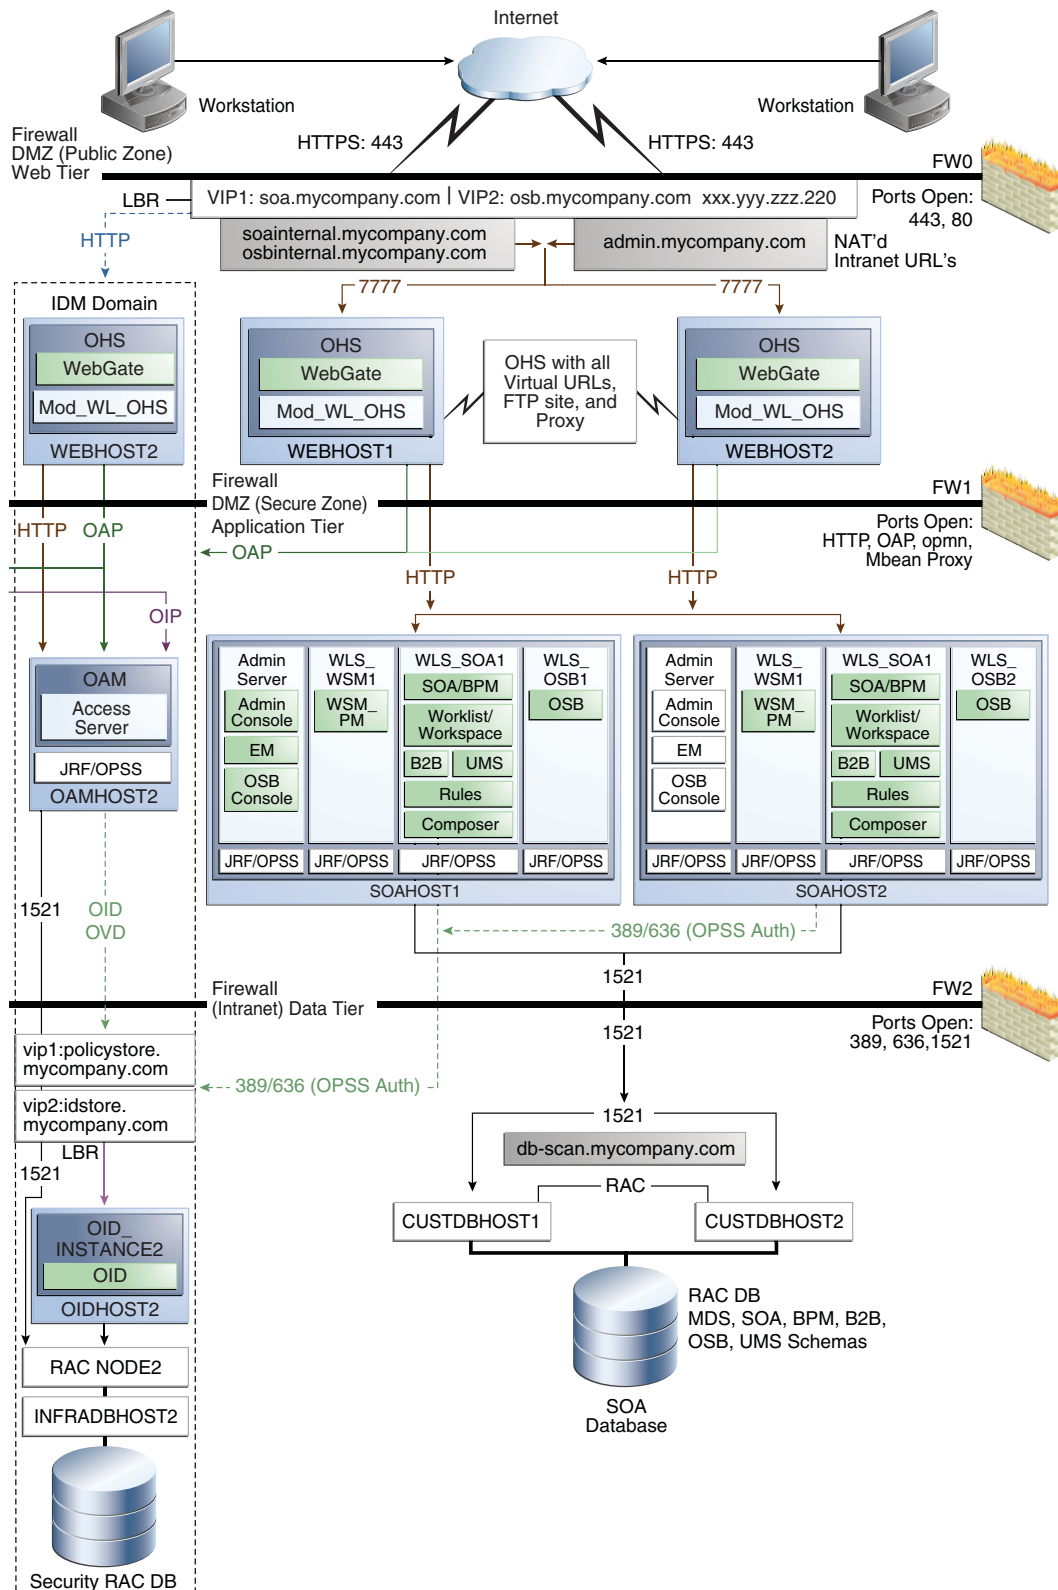 Internet
Workstation
Workstation
HTTPS: 443
HTTPS: 443
Firewall
DMZ (Public Zone)
Web Tier
FW0
Ports Open:
443, 80
LBR
VIP1: soa.mycompany.com | VIP2: osb.mycompany.com xxx.yyy.zzz.220
HTTP
soainternal.mycompany.com
osbinternal.mycompany.com
admin.mycompany.com
NAT'd
Intranet URL's
7777
7777
IDM Domain
OHS
WebGate
Mod_WL_OHS
WEBHOST2
OHS
WebGate
Mod_WL_OHS
WEBHOST1
OHS with all
Virtual URLs,
FTP site, and
Proxy
OHS
WebGate
Mod_WL_OHS
WEBHOST2
Firewall
DMZ (Secure Zone)
Application Tier
FW1
Ports Open:
HTTP, OAP, opmn,
Mbean Proxy
HTTP
OAP
OAP
HTTP
HTTP
OIP
OAM
Access
Server
JRF/OPSS
OAMHOST2
Admin
Server
Admin
Console
EM
OSB
Console
JRF/OPSS
WLS_
WSM1
WSM_
PM
JRF/OPSS
WLS_SOA1
SOA/BPM
Worklist/
Workspace
B2B
UMS
Rules
Composer
JRF/OPSS
WLS_
OSB1
OSB
JRF/OPSS
SOAHOST1
Admin
Server
Admin
Console
EM
OSB
Console
JRF/OPSS
WLS_
WSM1
WSM_
PM
JRF/OPSS
WLS_SOA1
SOA/BPM
Worklist/
Workspace
B2B
UMS
Rules
Composer
JRF/OPSS
WLS_
OSB2
OSB
JRF/OPSS
SOAHOST2
1521
OID
OVD
389/636 (OPSS Auth)
1521
Firewall
(Intranet) Data Tier
FW2
Ports Open:
389, 636,1521
1521
vip1:policystore.
mycompany.com
389/636 (OPSS Auth)
vip2:idstore.
mycompany.com
LBR
1521
1521
db-scan.mycompany.com
RAC
CUSTDBHOST1
CUSTDBHOST2
OID_
INSTANCE2
OID
OIDHOST2
RAC DB
MDS, SOA, BPM, B2B,
OSB, UMS Schemas
SOA
Database
RAC NODE2
INFRADBHOST2
Security RAC DB